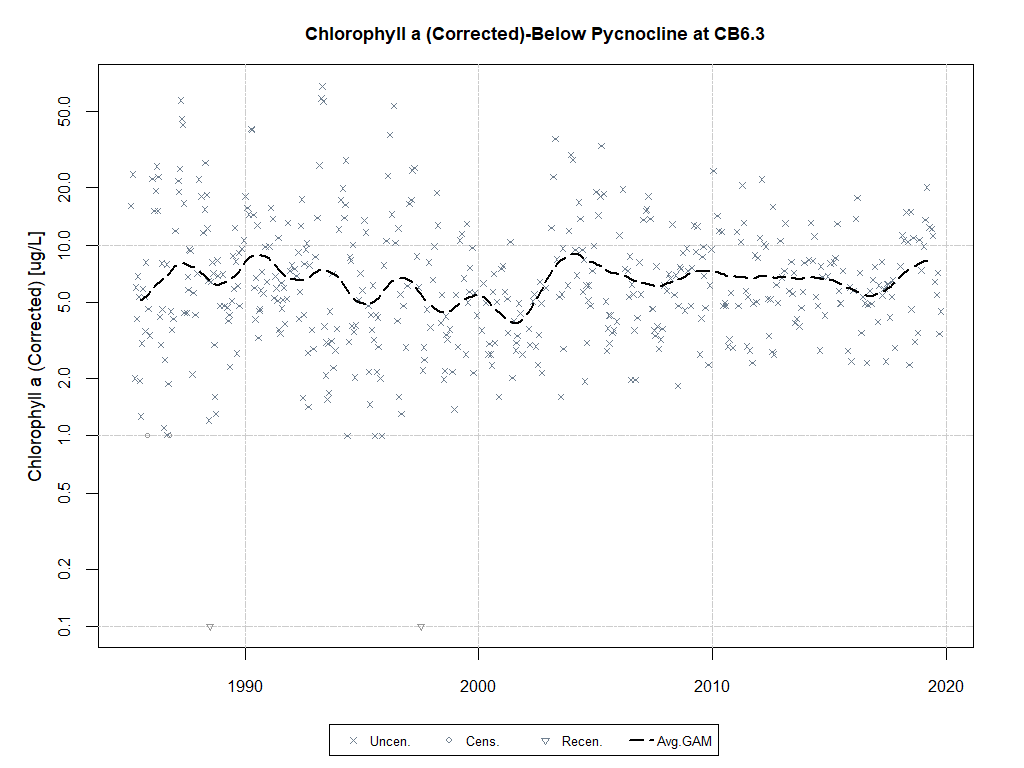 Chlorophyll a (Corrected)-Below Pycnocline at CB6.3
Chlorophyll a (Corrected) [ug/L]
50.0
20.0
10.0
5.0
2.0
1.0
0.5
0.2
0.1
1990
2000
2010
2020
Uncen.
Cens.
Recen.
Avg.GAM